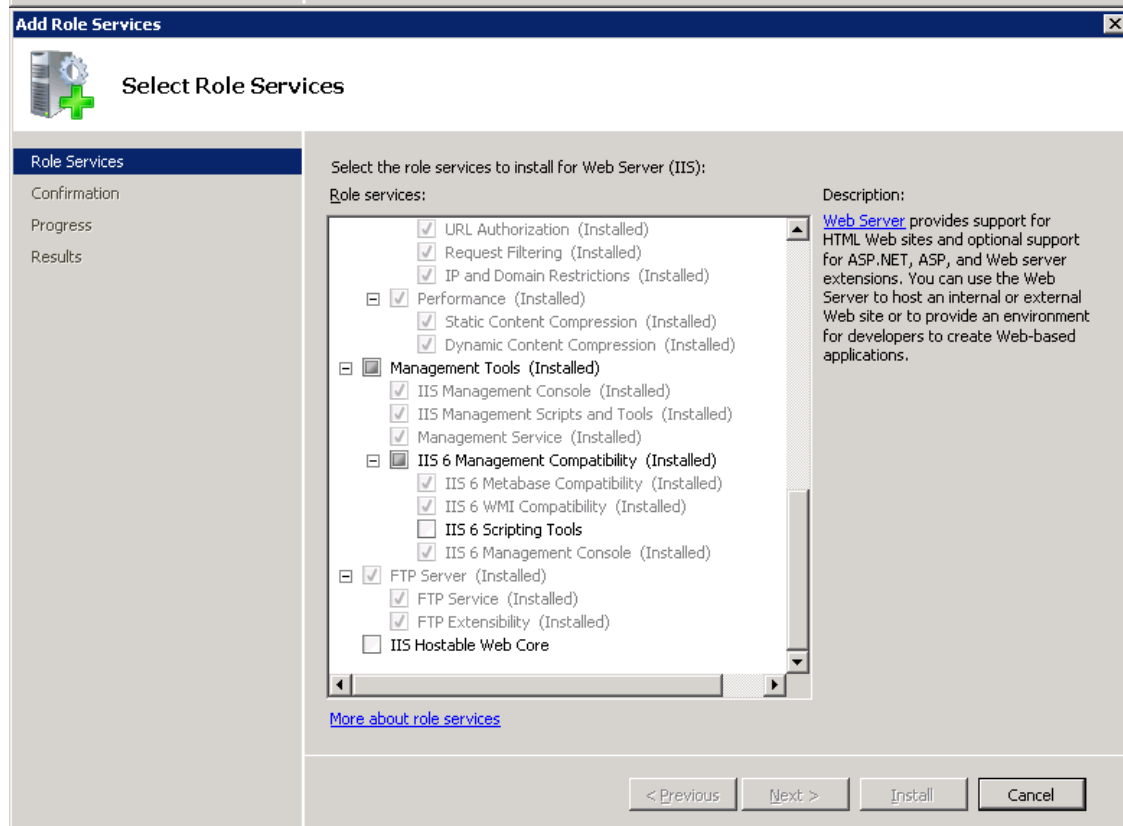 Add Role Services
Select Role Services
Role Services
Confirmation
Progress
Results
Select the role services to install for Web Server (IIS):
Role services:
URL Authorization (Installed)
Request Filtering (Installed)
IP and Domain Restrictions (Installed)
Performance (Installed)
Static Content Compression (Installed)
Dynamic Content Compression (Installed)
Management Tools (Installed)
IIS Management Console (Installed)
IIS Management Scripts and Tools (Installed)
Management Service (Installed)
IIS 6 Management Compatibility (Installed)
IIS 6 Metabase Compatibility (Installed)
IIS 6 WMI Compatibility (Installed)
IIS 6 Scripting Tools
IIS 6 Management Console (Installed)
FTP Server (Installed)
FTP Service (Installed)
FTP Extensibility (Installed)
IIS Hostable Web Core
More about role services
Description:
Web Server provides support for
HTML Web sites and optional support
for ASP.NET, ASP, and Web server
extensions. You can use the Web
Server to host an internal or external
Web site or to provide an environment
for developers to create Web-based
applications.
< Previous
Next >
Install
Cancel